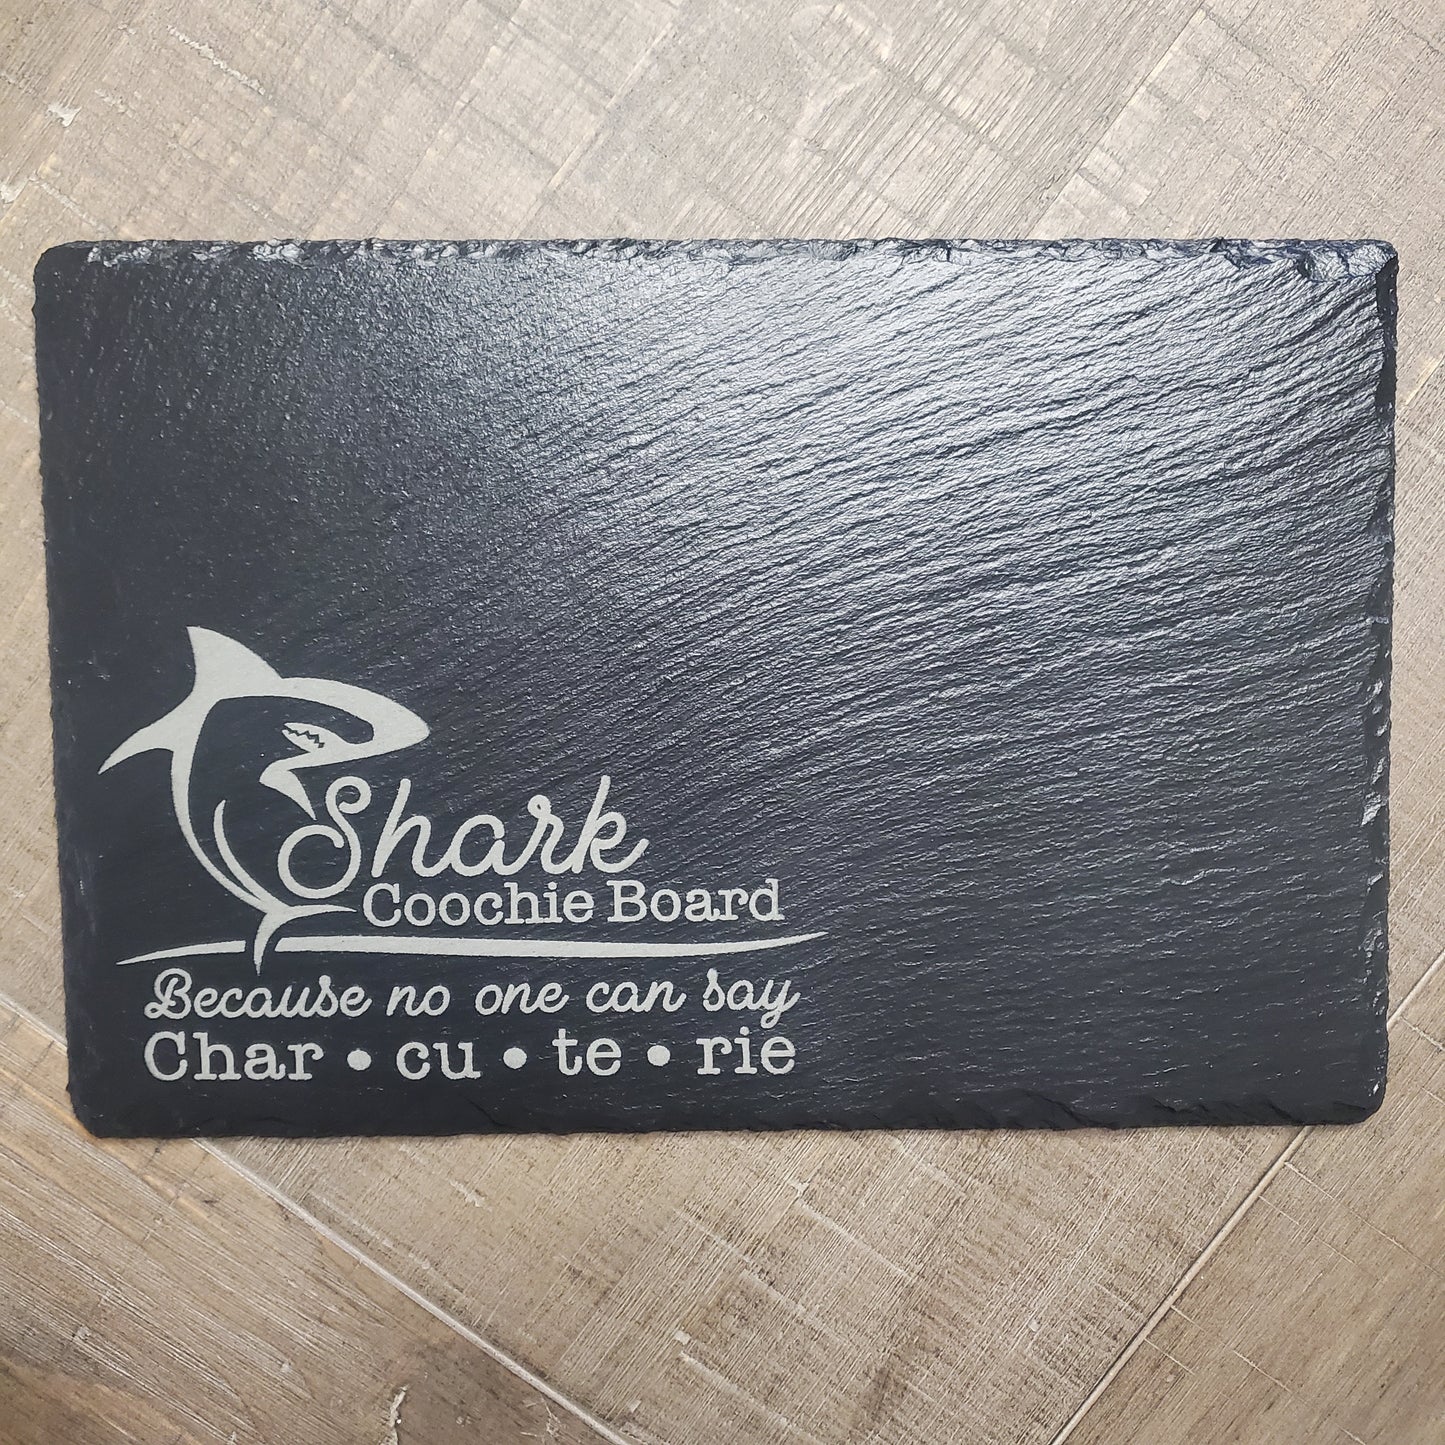 Shark
Coochie Board
Because no one can say
Char • cu • te • rie